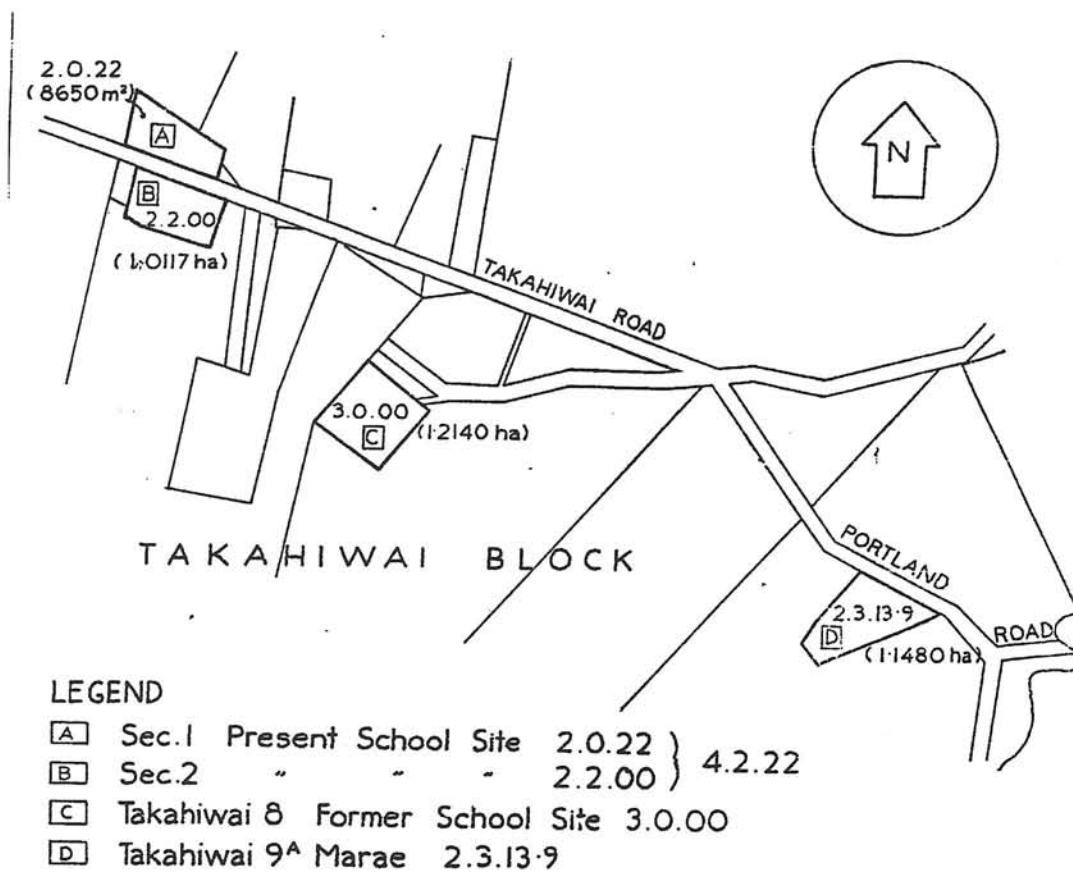 2.0.22
(8650m²)
A
B
2.2.00
(1.0117 ha)
N
TAKAHIWAI ROAD
3.0.00
C
(1.2140 ha)
TAKAHIWAI BLOCK
PORTLAND ROAD
2.3.13.9
D
(1.1480 ha)
LEGEND
A Sec.1 Present School Site 2.0.22 } 4.2.22
B Sec.2 " " " 2.2.00
C Takahiwai 8 Former School Site 3.0.00
D Takahiwai 9ᴬ Marae 2.3.13.9